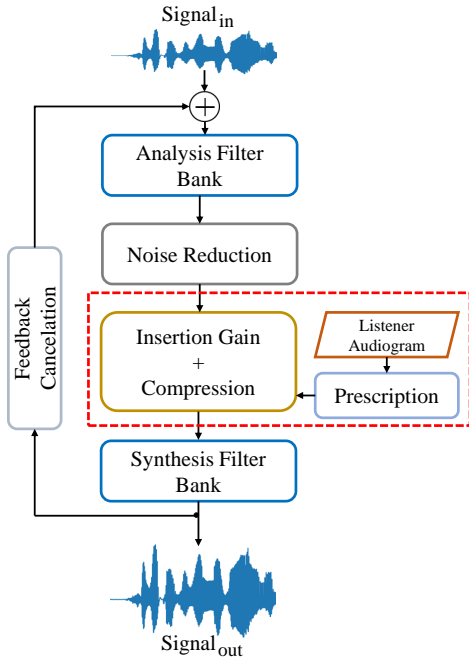 Signal_in
+
Analysis Filter
Bank
Noise Reduction
Feedback
Cancelation
Insertion Gain
+
Compression
Listener
Audiogram
Prescription
Synthesis Filter
Bank
Signal_out